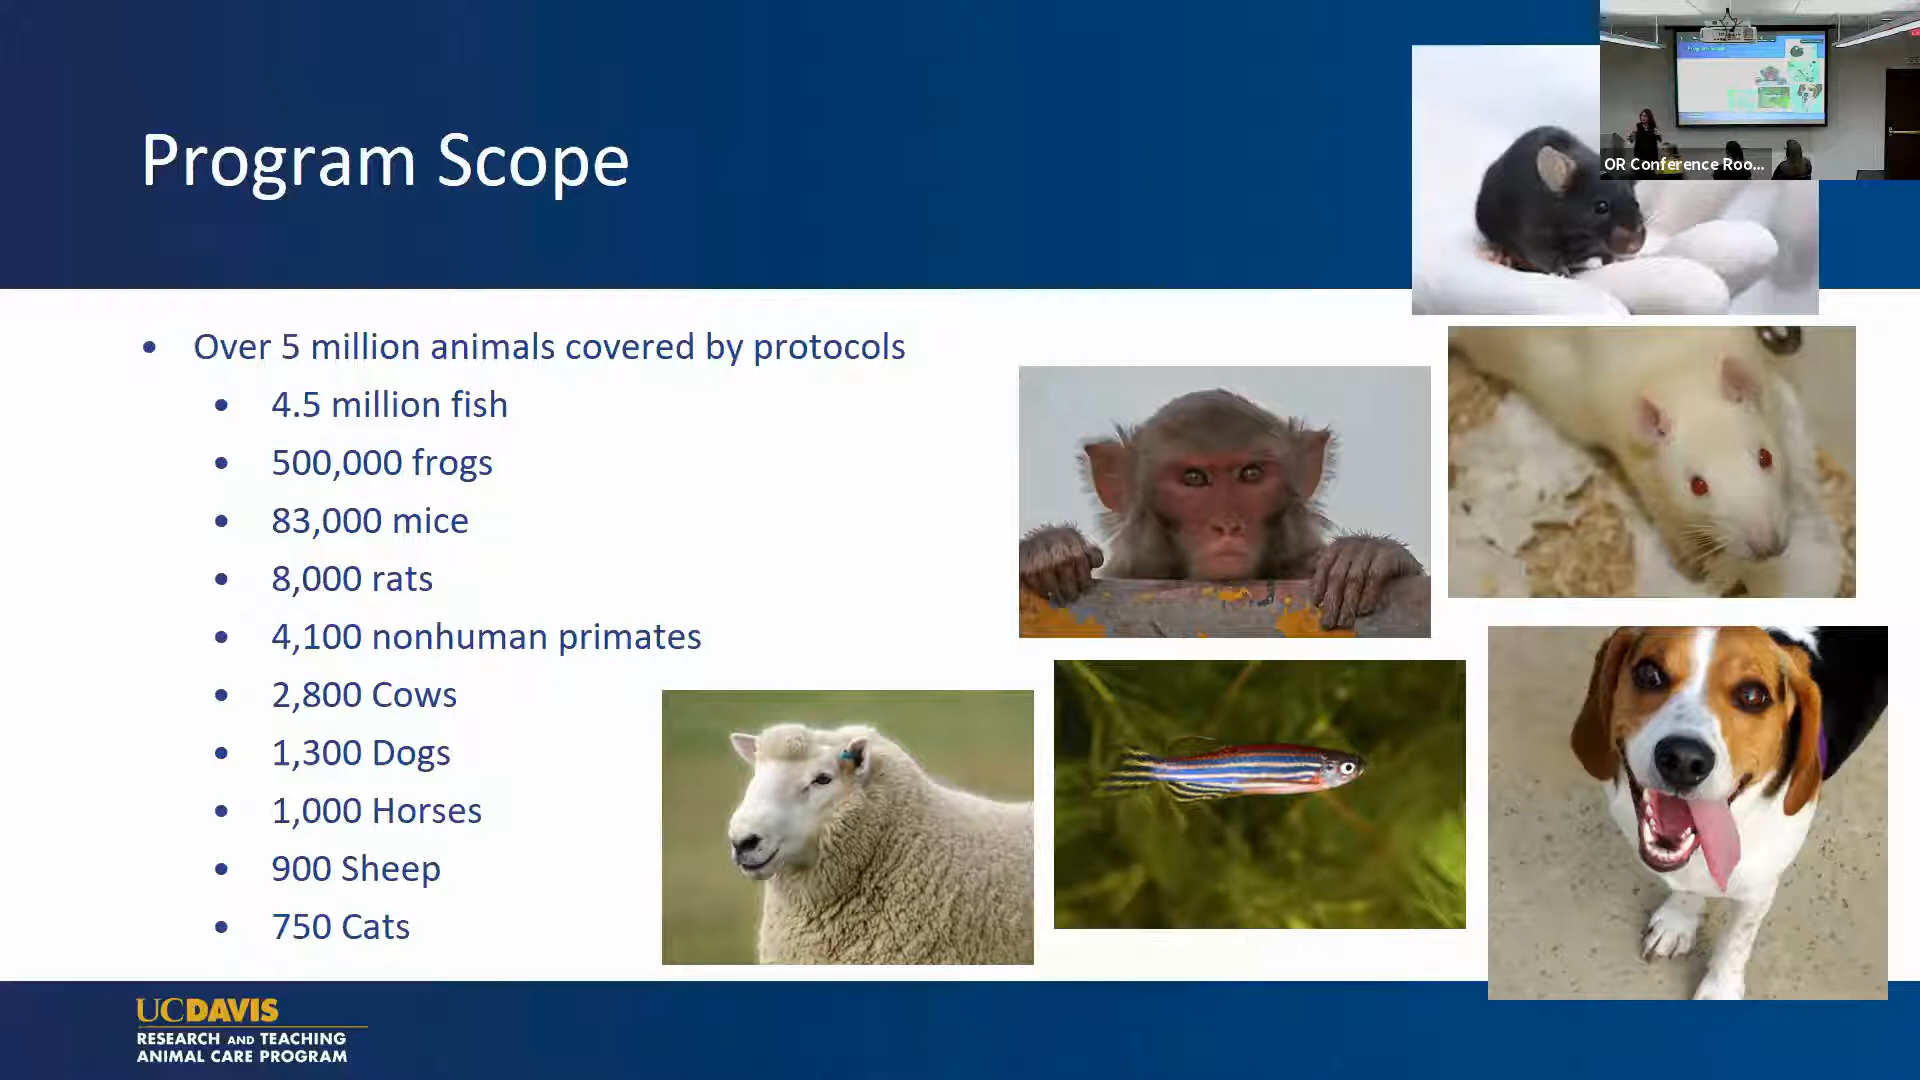 Program Scope
OR Conference Roo...
• Over 5 million animals covered by protocols
• 4.5 million fish
• 500,000 frogs
• 83,000 mice
• 8,000 rats
• 4,100 nonhuman primates
• 2,800 Cows
• 1,300 Dogs
• 1,000 Horses
• 900 Sheep
• 750 Cats
UCDAVIS
RESEARCH AND TEACHING
ANIMAL CARE PROGRAM